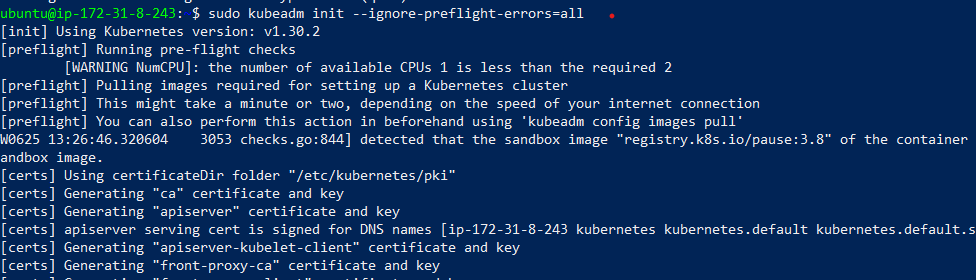 ubuntu@ip-172-31-8-243:~$ sudo kubeadm init --ignore-preflight-errors=all
[init] Using Kubernetes version: v1.30.2
[preflight] Running pre-flight checks
[WARNING NumCPU]: the number of available CPUs 1 is less than the required 2
[preflight] Pulling images required for setting up a Kubernetes cluster
[preflight] This might take a minute or two, depending on the speed of your internet connection
[preflight] You can also perform this action in beforehand using 'kubeadm config images pull'
W0625 13:26:46.320604 3053 checks.go:844] detected that the sandbox image "registry.k8s.io/pause:3.8" of the container
andbox image.
[certs] Using certificateDir folder "/etc/kubernetes/pki"
[certs] Generating "ca" certificate and key
[certs] Generating "apiserver" certificate and key
[certs] apiserver serving cert is signed for DNS names [ip-172-31-8-243 kubernetes kubernetes.default kubernetes.default.s
[certs] Generating "apiserver-kubelet-client" certificate and key
[certs] Generating "front-proxy-ca" certificate and key